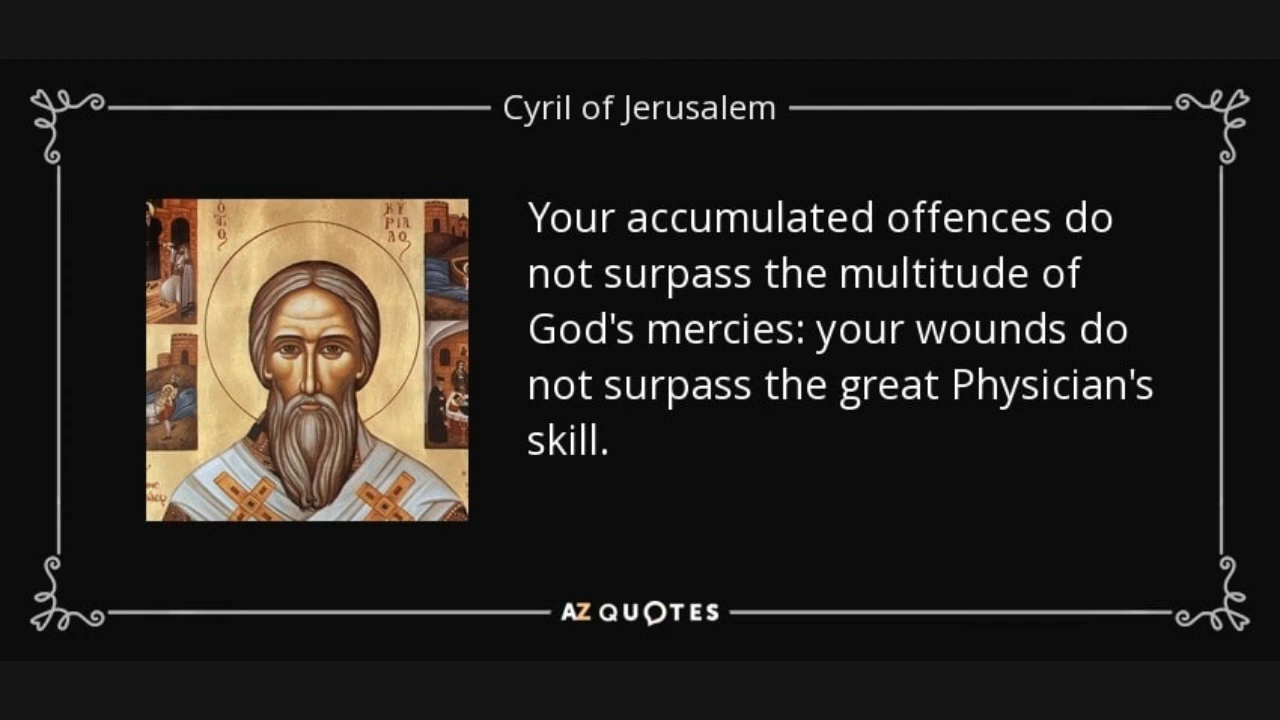 Cyril of Jerusalem
Your accumulated offences do
not surpass the multitude of
God's mercies: your wounds do
not surpass the great Physician's
skill.
AZ QUOTES